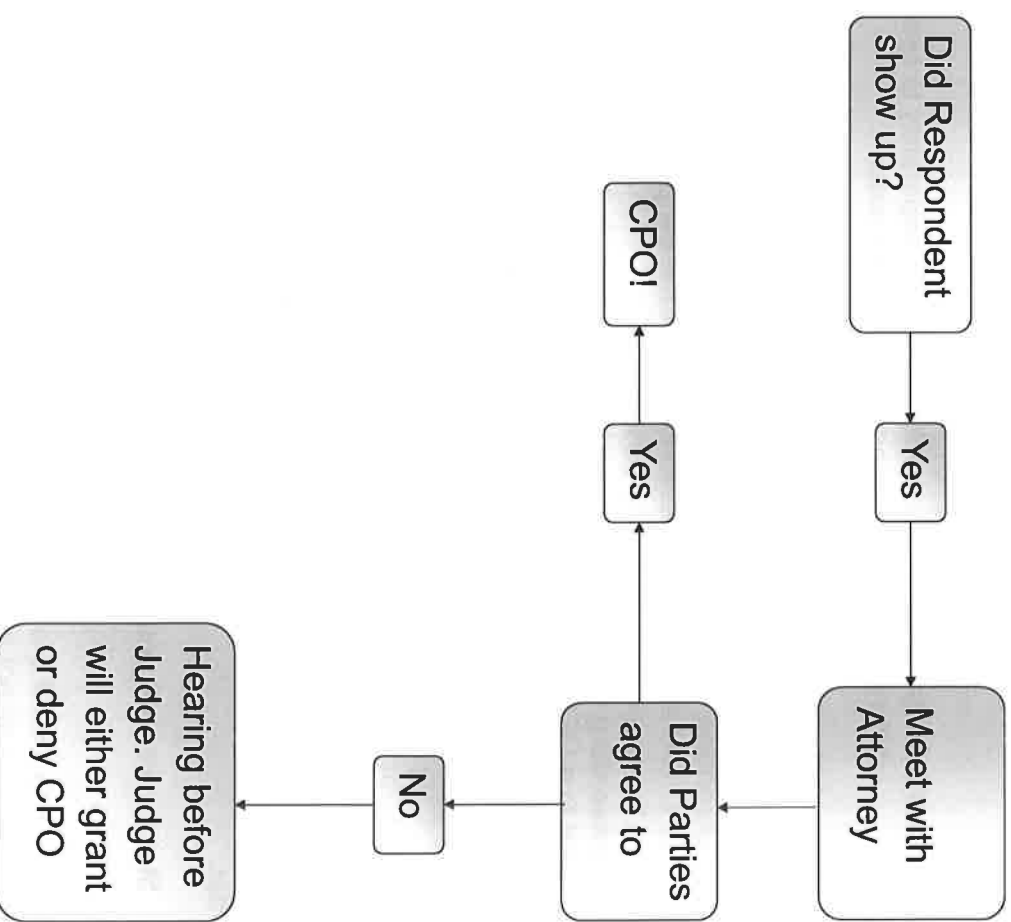 Did Respondent
show up?
Yes
Meet with
Attorney
Did Parties
agree to
Yes
CPO!
No
Hearing before
Judge. Judge
will either grant
or deny CPO